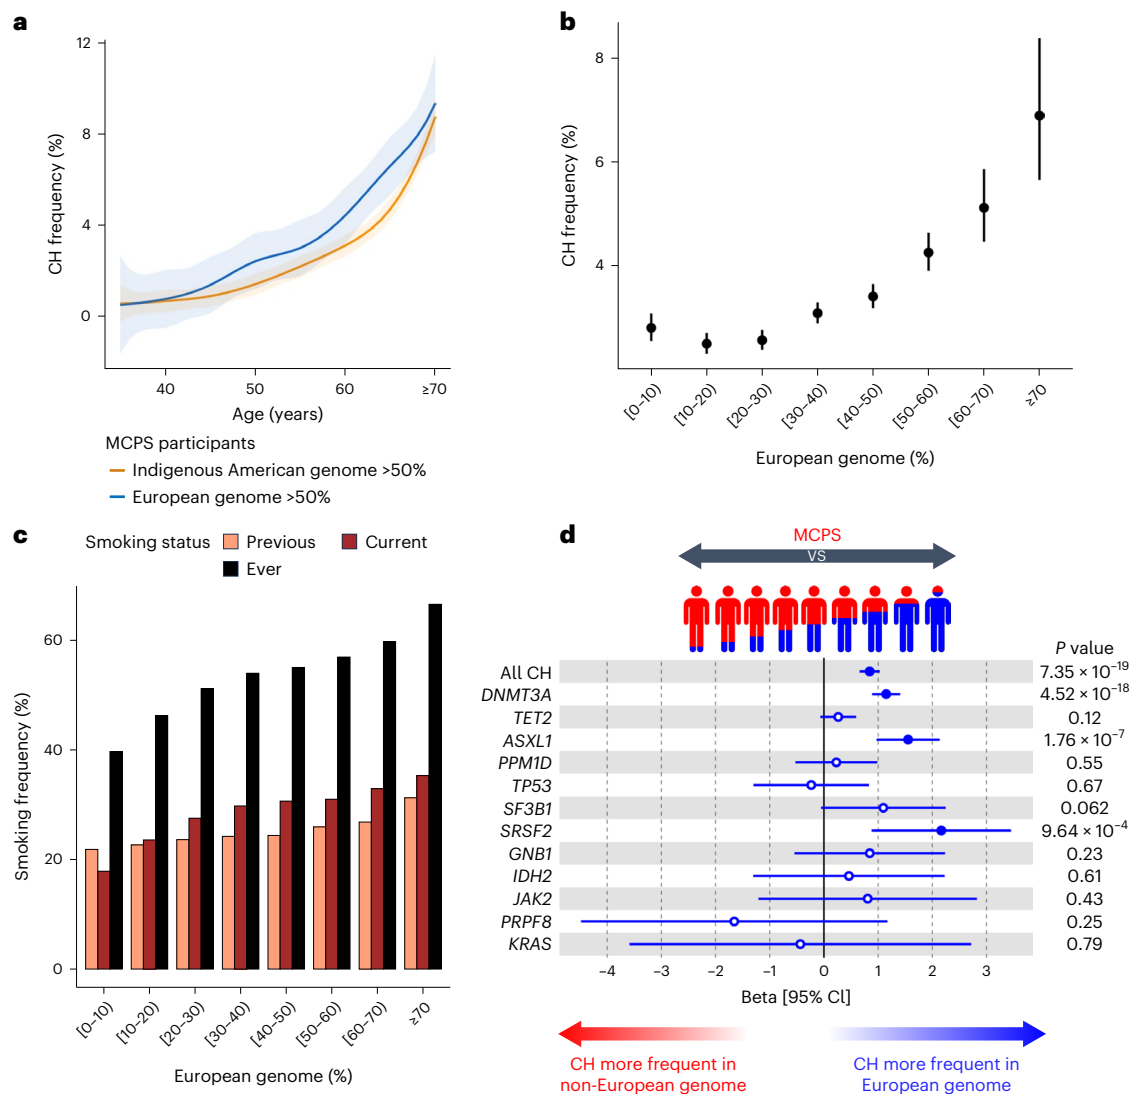 a
12
8
4
0
CH frequency (%)
40
50
60
≥70
Age (years)
MCPS participants
Indigenous American genome >50%
European genome >50%
b
8
6
4
CH frequency (%)
[0–10)
[10–20)
[20–30)
[30–40)
[40–50)
[50–60)
[60–70)
≥70
European genome (%)
c
Smoking status
Previous
Current
Ever
60
40
20
0
Smoking frequency (%)
[0–10)
[10–20)
[20–30)
[30–40)
[40–50)
[50–60)
[60–70)
≥70
European genome (%)
d
MCPS
VS
P value
All CH 7.35 × 10⁻¹⁹
DNMT3A 4.52 × 10⁻¹⁸
TET2 0.12
ASXL1 1.76 × 10⁻⁷
PPM1D 0.55
TP53 0.67
SF3B1 0.062
SRSF2 9.64 × 10⁻⁴
GNB1 0.23
IDH2 0.61
JAK2 0.43
PRPF8 0.25
KRAS 0.79
−4 −3 −2 −1 0 1 2 3
Beta [95% CI]
CH more frequent in
non-European genome
CH more frequent in
European genome